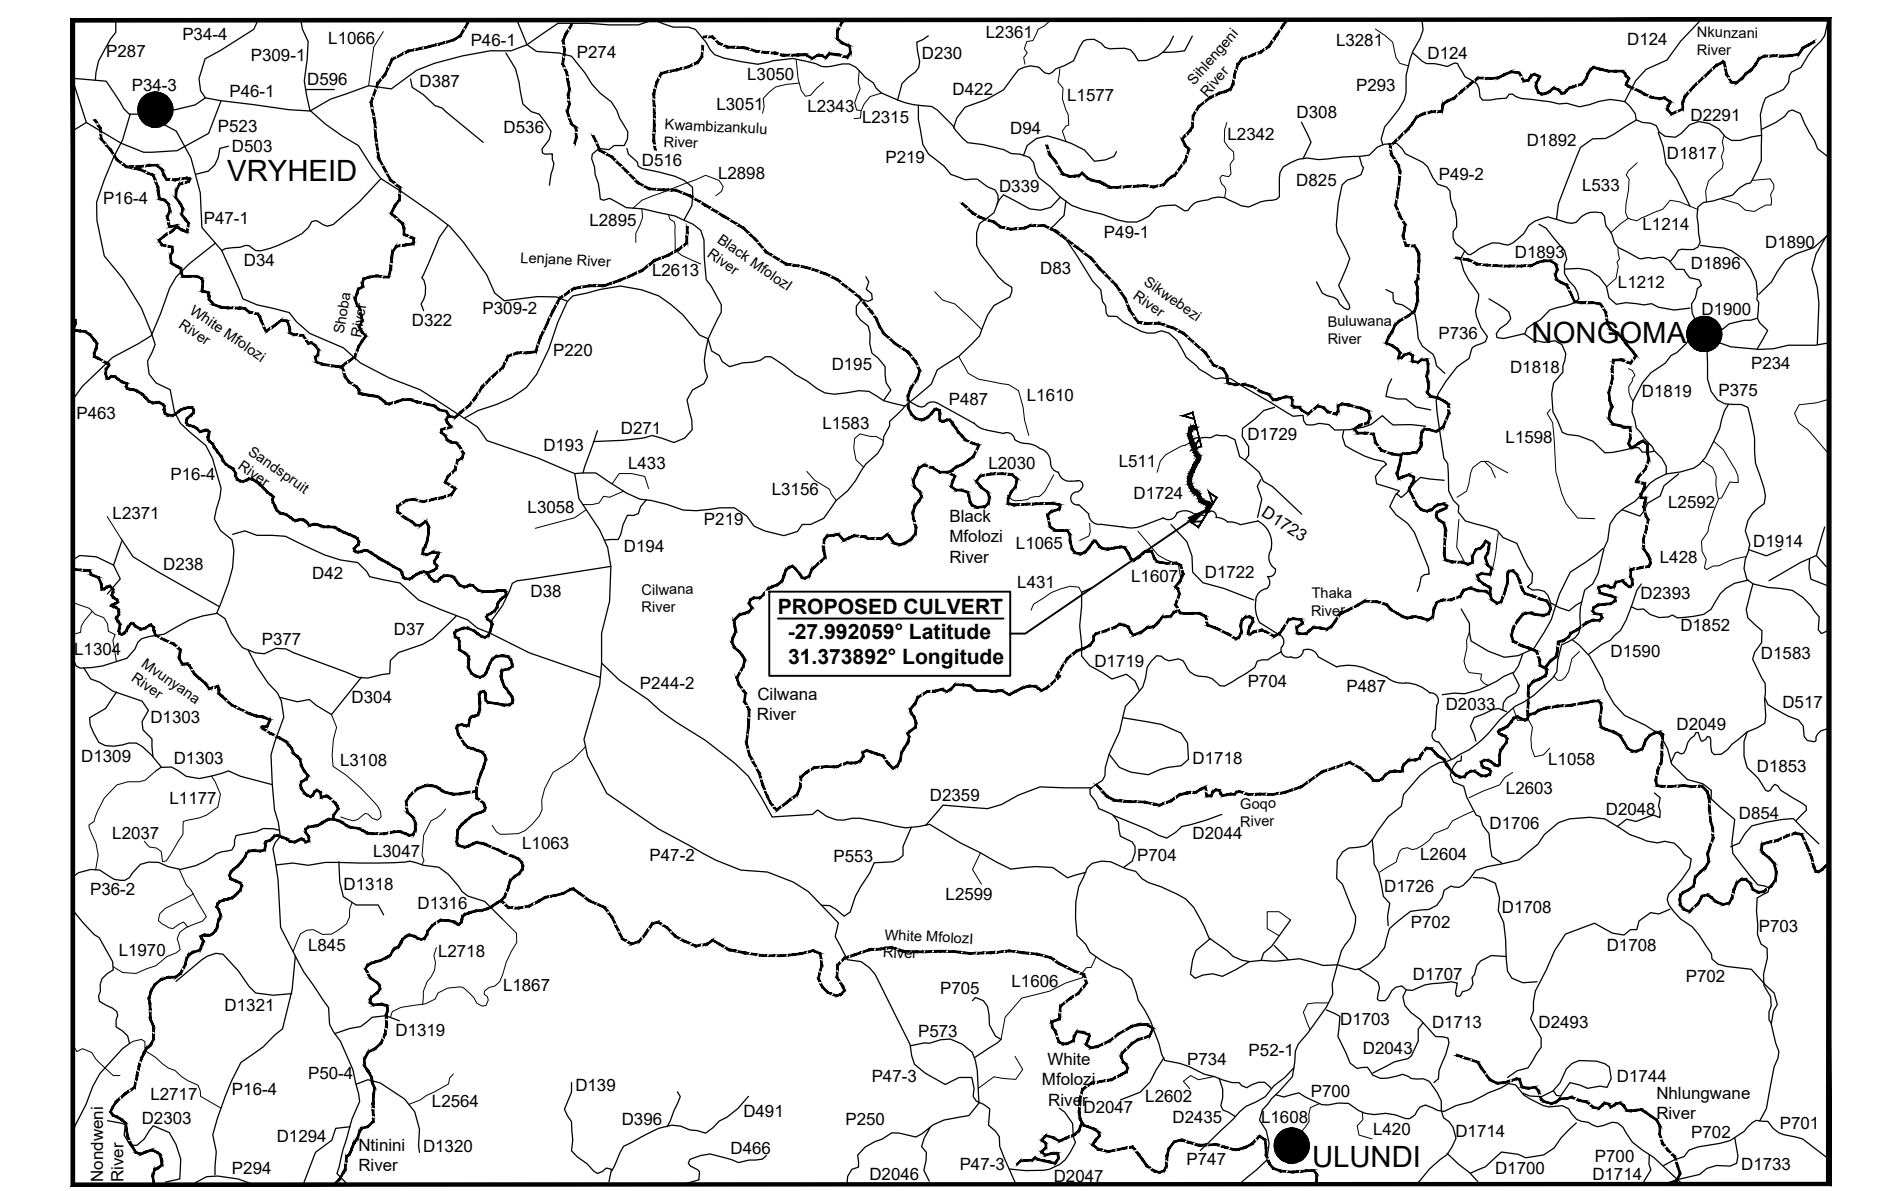 P287
P34-4
P309-1
L1066
P46-1
P274
L2361
D230
Sihlengeni
River
L3281
D124
D124
Nkunzani
River
P34-3
P46-1
D596
D387
L3050
L3051
L2343
L2315
D422
L1577
P293
D308
P523
D503
VRYHEID
D536
Kwambizankulu
River
D516
L2898
P219
D94
L2342
D2291
D1892
D1817
P16-4
P47-1
L2895
D339
D825
P49-2
L533
L1214
D34
Lenjane River
L2613
Black Mfolozl
River
P49-1
D83
D1893
D1890
D1896
L1212
White Mfolozi
River
Shoba
River
D322
P309-2
Sikwebezi
River
Buluwana
River
P736
D1900
NONGOMA
P220
D195
D1818
P234
P463
P487
L1610
D1819
P375
D193
D271
L1583
D1729
L1598
Sandspruit
River
P16-4
L433
L3156
L2030
L511
D1724
L2592
L2371
L3058
P219
Black
Mfolozi
River
D1723
L1065
D194
D1914
L428
D238
D42
D38
Cilwana
River
L431
L1607
D1722
Thaka
River
D2393
PROPOSED CULVERT
-27.992059° Latitude
31.373892° Longitude
D1852
L1304
P377
D37
D1719
D1590
D1583
Mvunyana
River
D304
P244-2
Cilwana
River
P704
P487
D2033
D517
D1303
D2049
D1309
D1303
L3108
D1718
L1058
D1853
L1177
D2359
Goqo
River
L2603
D2048
D854
L2037
L3047
L1063
P47-2
P553
D2044
P704
D1706
L2604
P36-2
D1318
D1316
L2599
D1726
D1708
P702
L1970
L845
L2718
White Mfolozl
River
D1708
P703
D1321
L1867
P705
L1606
D1707
P702
D1319
P573
D1703
D1713
D2493
D2043
P50-4
P47-3
White
Mfolozi
River
P734
P52-1
L2717
P16-4
L2564
D139
P700
D1744
Nhlungwane
River
D2303
D396
D491
P250
D2047
L2602
D2435
L1608
L420
Nondweni
River
D1294
Ntinini
River
D1320
D466
D1714
P702
P701
P294
D2046
P47-3
D2047
P747
ULUNDI
D1700
P700
D1714
D1733